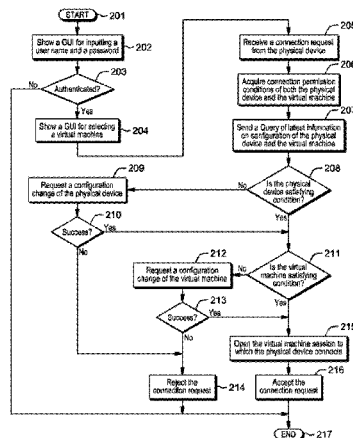 START
201
Show a GUI for inputting a
user name and a password
202
203
Authenticated?
No
Yes
Show a GUI for selecting
a virtual machine
204
205
Receive a connection request
from the physical device
206
Acquire connection permission
conditions of both the physical
device and the virtual machine
207
Send a Query of latest information
on configuration of the physical
device and the virtual machine
208
Is the physical
device satisfying
condition?
No
Yes
209
Request a configuration
change of the physical device
210
Success?
Yes
No
211
Is the virtual
machine satisfying
condition?
No
Yes
212
Request a configuration
change of the virtual machine
213
Success?
Yes
No
Reject the
connection request
214
215
Open the virtual machine session to
which the physical device connects
216
Accept the
connection request
END
217